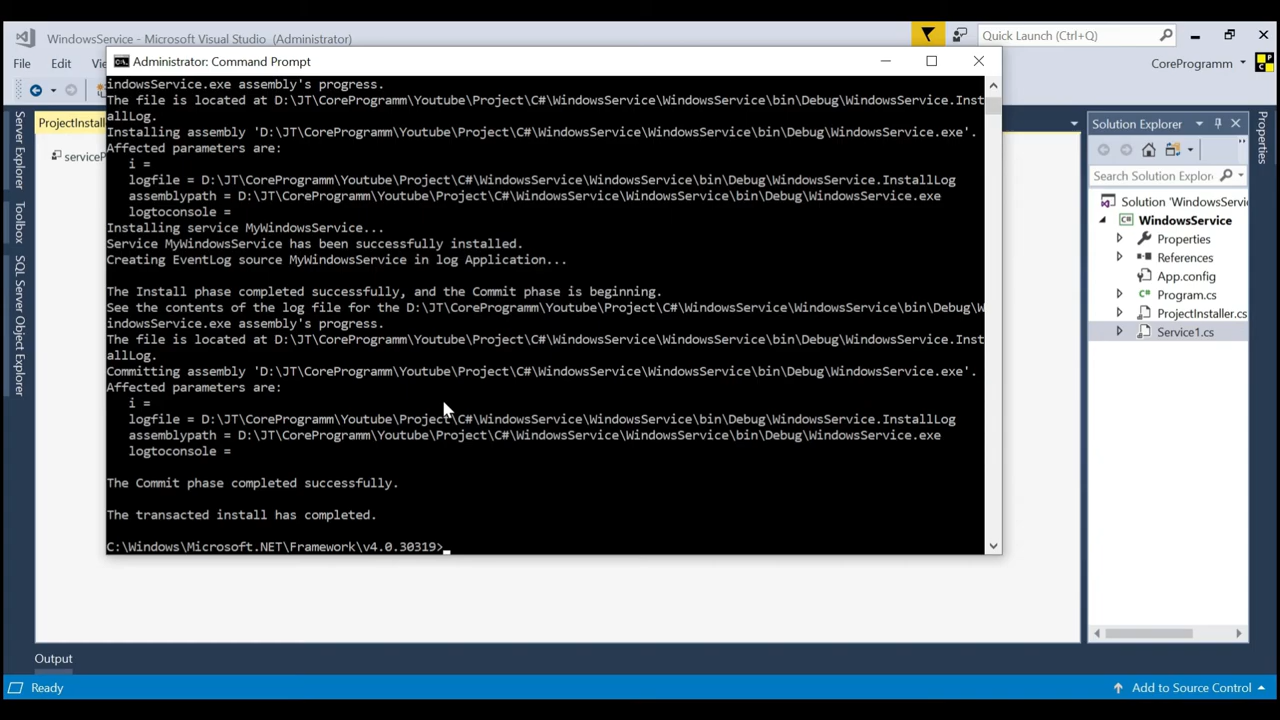 WindowsService - Microsoft Visual Studio (Administrator)
Quick Launch (Ctrl+Q)
File Edit
CoreProgramm
Administrator: Command Prompt
indowsService.exe assembly's progress.
The file is located at D:\JT\CoreProgramm\Youtube\Project\C#\WindowsService\WindowsService\bin\Debug\WindowsService.Inst
allLog.
Installing assembly 'D:\JT\CoreProgramm\Youtube\Project\C#\WindowsService\WindowsService\bin\Debug\WindowsService.exe'.
Affected parameters are:
i =
logfile = D:\JT\CoreProgramm\Youtube\Project\C#\WindowsService\WindowsService\bin\Debug\WindowsService.InstallLog
assemblypath = D:\JT\CoreProgramm\Youtube\Project\C#\WindowsService\WindowsService\bin\Debug\WindowsService.exe
logtoconsole =
Installing service MyWindowsService...
Service MyWindowsService has been successfully installed.
Creating EventLog source MyWindowsService in log Application...
The Install phase completed successfully, and the Commit phase is beginning.
See the contents of the log file for the D:\JT\CoreProgramm\Youtube\Project\C#\WindowsService\WindowsService\bin\Debug\W
indowsService.exe assembly's progress.
The file is located at D:\JT\CoreProgramm\Youtube\Project\C#\WindowsService\WindowsService\bin\Debug\WindowsService.Inst
allLog.
Committing assembly 'D:\JT\CoreProgramm\Youtube\Project\C#\WindowsService\WindowsService\bin\Debug\WindowsService.exe'.
Affected parameters are:
i =
logfile = D:\JT\CoreProgramm\Youtube\Project\C#\WindowsService\WindowsService\bin\Debug\WindowsService.InstallLog
assemblypath = D:\JT\CoreProgramm\Youtube\Project\C#\WindowsService\WindowsService\bin\Debug\WindowsService.exe
logtoconsole =
The Commit phase completed successfully.
The transacted install has completed.
C:\Windows\Microsoft.NET\Framework\v4.0.30319>
ProjectInstall
serviceP
Server Explorer
Toolbox
SQL Server Object Explorer
Solution Explorer
Search Solution Explor
Solution 'WindowsServic
WindowsService
Properties
References
App.config
Program.cs
ProjectInstaller.cs
Service1.cs
Properties
Output
Ready
Add to Source Control